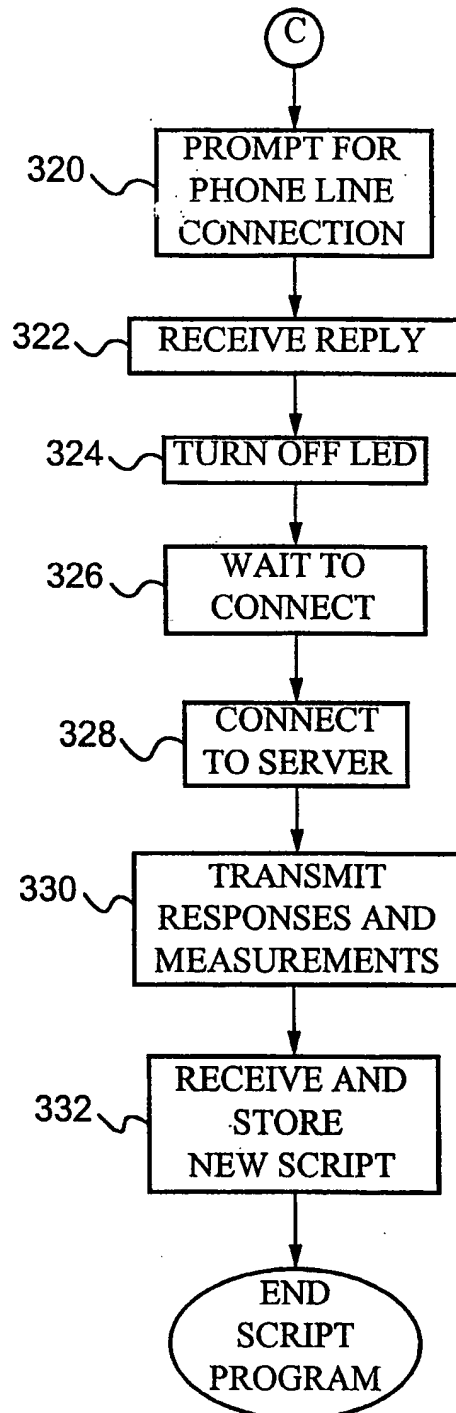 C
320
PROMPT FOR
PHONE LINE
CONNECTION
322
RECEIVE REPLY
324
TURN OFF LED
326
WAIT TO
CONNECT
328
CONNECT
TO SERVER
330
TRANSMIT
RESPONSES AND
MEASUREMENTS
332
RECEIVE AND
STORE
NEW SCRIPT
END
SCRIPT
PROGRAM